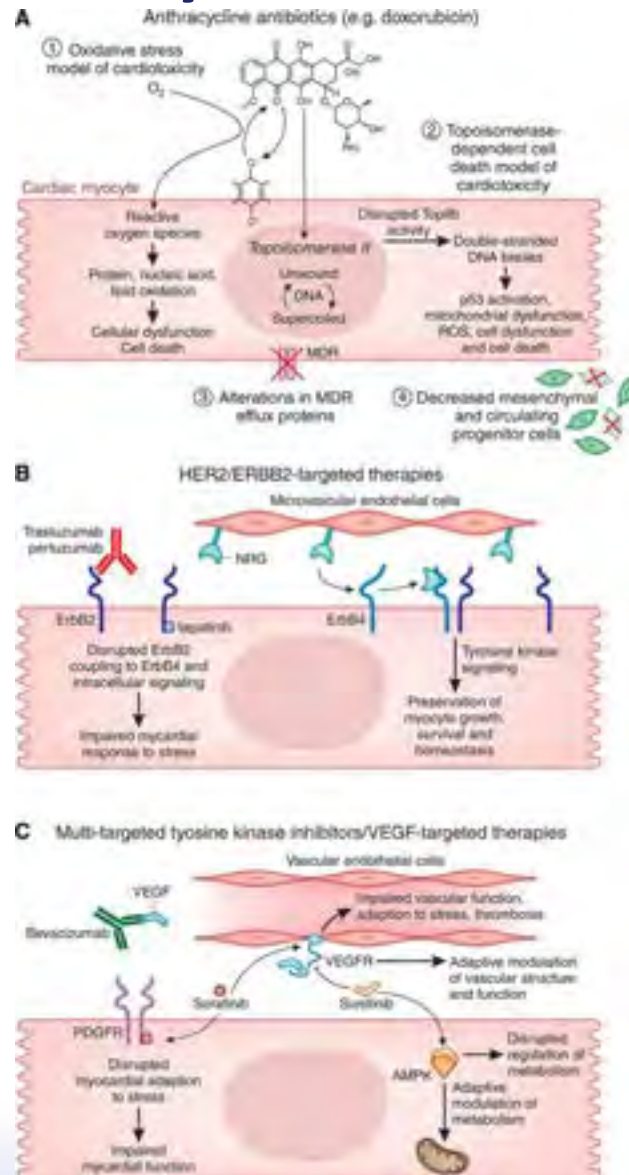 A
Anthracycline antibiotics (e.g. doxorubicin)
① Oxidative stress
model of cardiotoxicity
O₂
② Topoisomerase-
dependent cell
death model of
cardiotoxicity
Cardiac myocyte
Reactive
oxygen species
Protein, nucleic acid,
lipid oxidation
Cellular dysfunction
Cell death
Topoisomerase II
Unwound
DNA
Supercoiled
Disrupted TopIIb
activity
Double-stranded
DNA breaks
p53 activation,
mitochondrial dysfunction,
ROS, cell dysfunction
and cell death
MDR
③ Alterations in MDR
efflux proteins
④ Decreased mesenchymal
and circulating
progenitor cells
B
HER2/ERBB2-targeted therapies
Microvascular endothelial cells
Trastuzumab
pertuzumab
NRG
ErbB2
lapatinib
ErbB4
Disrupted ErbB2
coupling to ErbB4 and
intracellular signaling
Impaired myocardial
response to stress
Tyrosine kinase
signaling
Preservation of
myocyte growth,
survival and
homeostasis
C
Multi-targeted tyosine kinase inhibitors/VEGF-targeted therapies
Vascular endothelial cells
VEGF
Bevacizumab
Impaired vascular function,
adaption to stress, thrombosis
VEGFR
Adaptive modulation
of vascular structure
and function
Sorafinib
Sunitinib
PDGFR
Disrupted
myocardial adaption
to stress
Impaired
myocardial function
AMPK
Disrupted
regulation of
metabolism
Adaptive
modulation of
metabolism